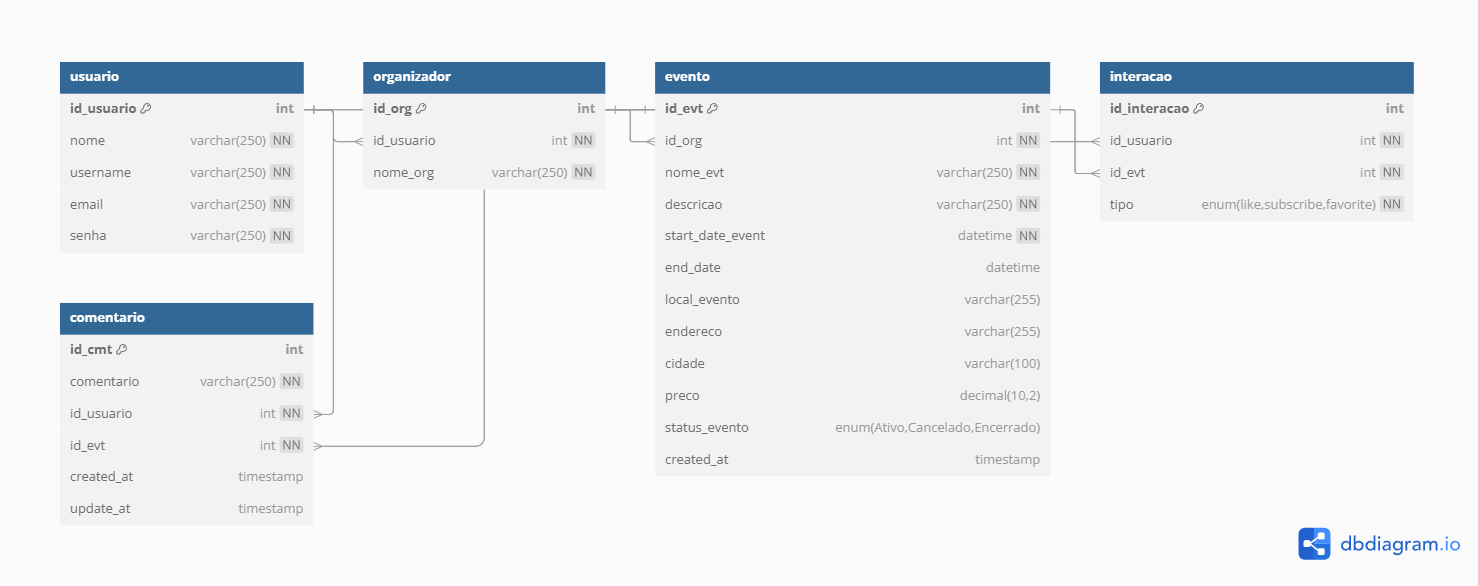 usuario
id_usuario int
nome varchar(250) NN
username varchar(250) NN
email varchar(250) NN
senha varchar(250) NN
organizador
id_org int
id_usuario int NN
nome_org varchar(250) NN
evento
id_evt int
id_org int NN
nome_evt varchar(250) NN
descricao varchar(250) NN
start_date_event datetime NN
end_date datetime
local_evento varchar(255)
endereco varchar(255)
cidade varchar(100)
preco decimal(10,2)
status_evento enum(Ativo,Cancelado,Encerrado)
created_at timestamp
interacao
id_interacao int
id_usuario int NN
id_evt int NN
tipo enum(like,subscribe,favorite) NN
comentario
id_cmt int
comentario varchar(250) NN
id_usuario int NN
id_evt int NN
created_at timestamp
update_at timestamp
dbdiagram.io